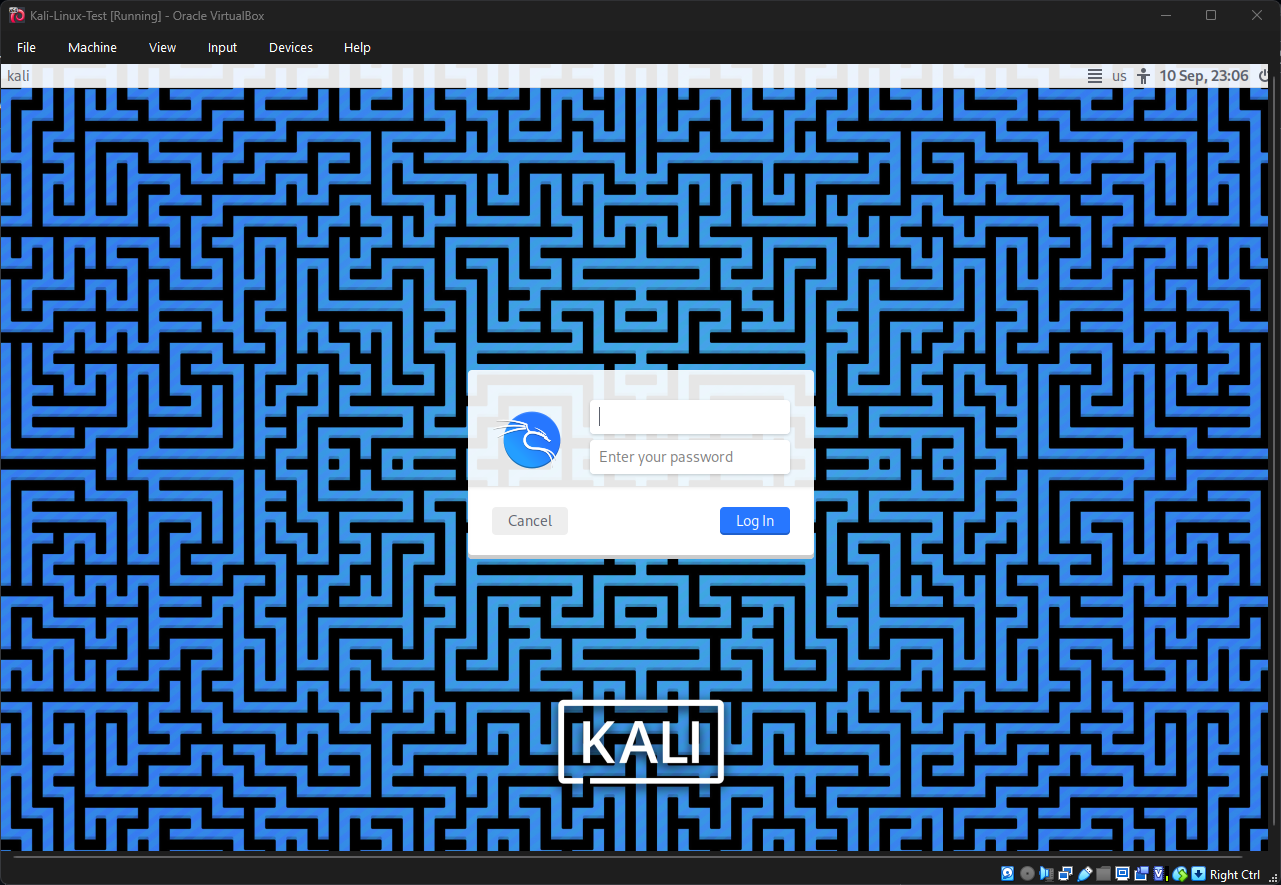 Kali-Linux-Test [Running] - Oracle VirtualBox
File Machine View Input Devices Help
kali us 10 Sep, 23:06
Enter your password
Cancel Log In
KALI
Right Ctrl